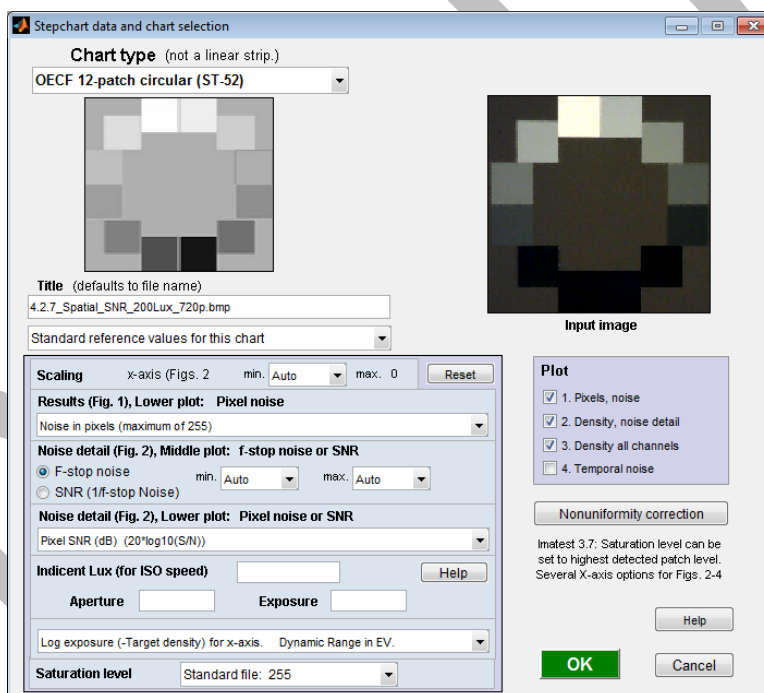 Stepchart data and chart selection
Chart type (not a linear strip.)
OECF 12-patch circular (ST-52)
Title (defaults to file name)
4.2.7_Spatial_SNR_200Lux_720p.bmp
Input image
Standard reference values for this chart
Scaling x-axis (Figs. 2 min. Auto max. 0 Reset
Results (Fig. 1), Lower plot: Pixel noise
Noise in pixels (maximum of 255)
Noise detail (Fig. 2), Middle plot: f-stop noise or SNR
F-stop noise min. Auto max. Auto
SNR (1/f-stop Noise)
Noise detail (Fig. 2), Lower plot: Pixel noise or SNR
Pixel SNR (dB) (20*log10(S/N))
Indicent Lux (for ISO speed) Help
Aperture Exposure
Log exposure (-Target density) for x-axis. Dynamic Range in EV.
Saturation level Standard file: 255
Plot
1. Pixels, noise
2. Density, noise detail
3. Density all channels
4. Temporal noise
Nonuniformity correction
Imatest 3.7: Saturation level can be
set to highest detected patch level.
Several X-axis options for Figs. 2-4
Help
OK Cancel